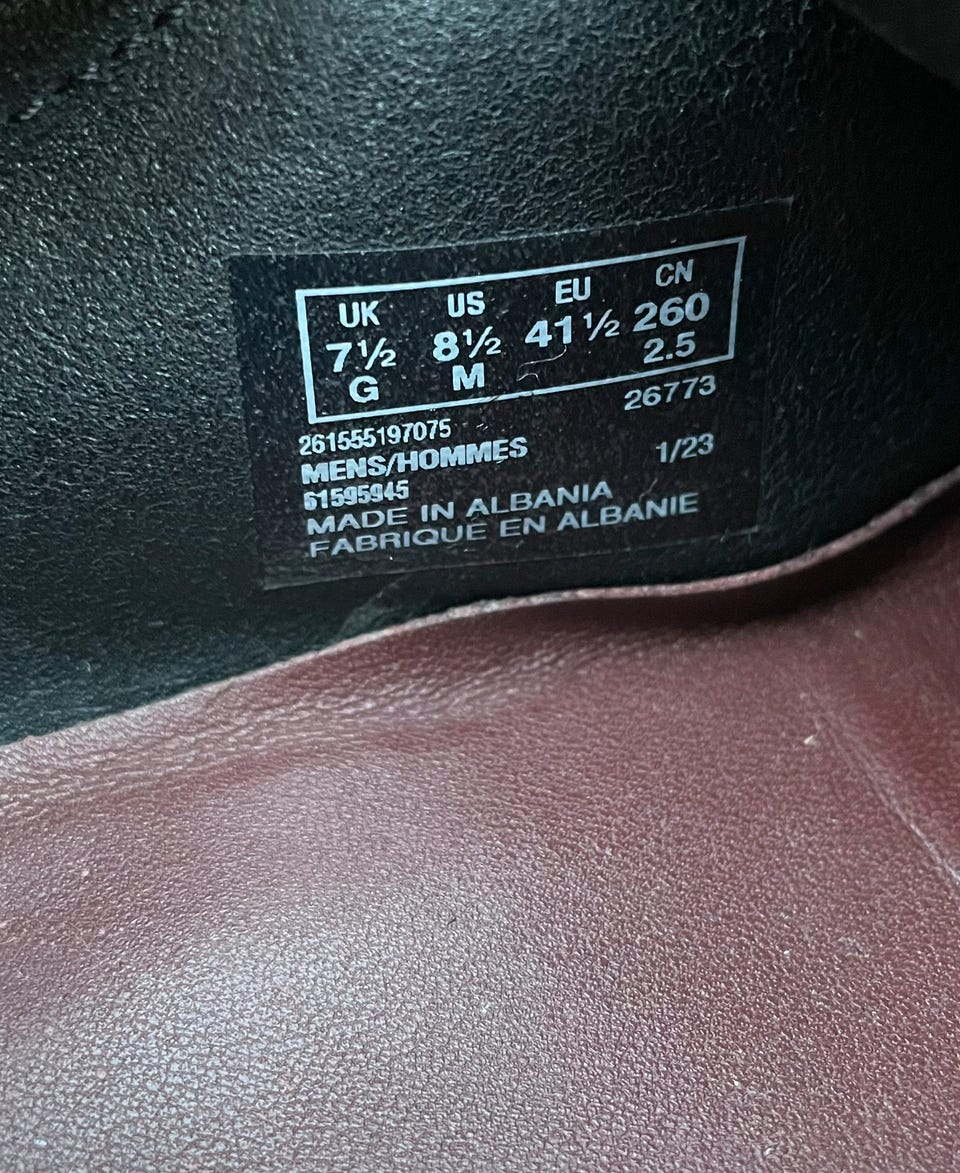 UK US EU CN
7½ 8½ 41½ 260
G M 2.5
26773
261555197075
MENS/HOMMES 1/23
61595945
MADE IN ALBANIA
FABRIQUE EN ALBANIE